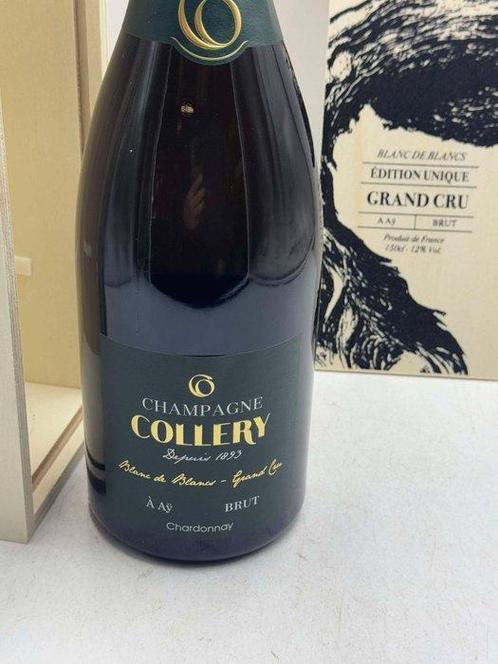 CHAMPAGNE
COLLERY
Depuis 1893
Blanc de Blancs - Grand Cru
À Aÿ BRUT
Chardonnay
BLANC DE BLANCS
ÉDITION UNIQUE
GRAND CRU
A Aÿ BRUT
Produit de France
150cl - 12% Vol.